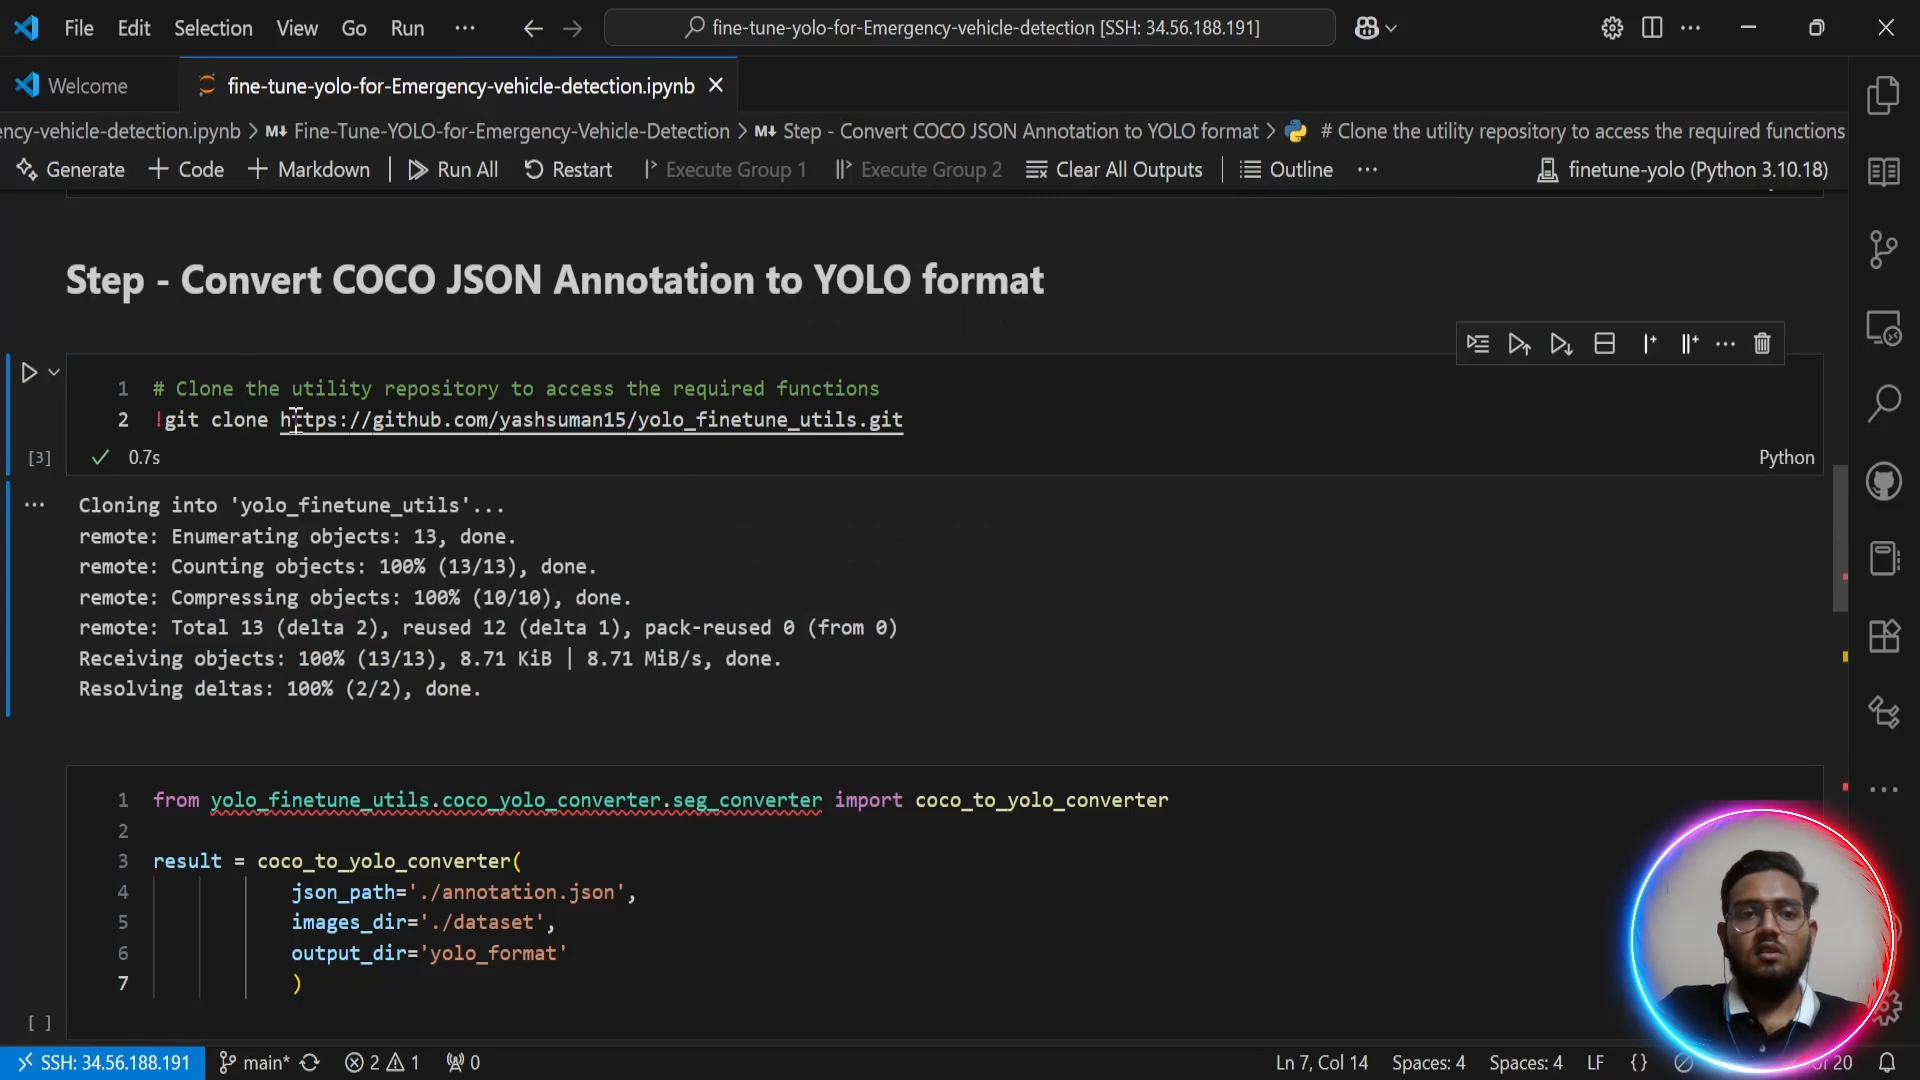 File Edit Selection View Go Run ··· fine-tune-yolo-for-Emergency-vehicle-detection [SSH: 34.56.188.191]
Welcome fine-tune-yolo-for-Emergency-vehicle-detection.ipynb
ency-vehicle-detection.ipynb > M↓ Fine-Tune-YOLO-for-Emergency-Vehicle-Detection > M↓ Step - Convert COCO JSON Annotation to YOLO format > # Clone the utility repository to access the required functions
Generate + Code + Markdown Run All Restart Execute Group 1 Execute Group 2 Clear All Outputs Outline ··· finetune-yolo (Python 3.10.18)
Step - Convert COCO JSON Annotation to YOLO format
1 # Clone the utility repository to access the required functions
2 !git clone https://github.com/yashsuman15/yolo_finetune_utils.git
[3] 0.7s Python
Cloning into 'yolo_finetune_utils'...
remote: Enumerating objects: 13, done.
remote: Counting objects: 100% (13/13), done.
remote: Compressing objects: 100% (10/10), done.
remote: Total 13 (delta 2), reused 12 (delta 1), pack-reused 0 (from 0)
Receiving objects: 100% (13/13), 8.71 KiB | 8.71 MiB/s, done.
Resolving deltas: 100% (2/2), done.
1 from yolo_finetune_utils.coco_yolo_converter.seg_converter import coco_to_yolo_converter
2
3 result = coco_to_yolo_converter(
4 json_path='./annotation.json',
5 images_dir='./dataset',
6 output_dir='yolo_format'
7 )
[ ]
SSH: 34.56.188.191 main* 2 1 0 Ln 7, Col 14 Spaces: 4 Spaces: 4 LF {} of 20